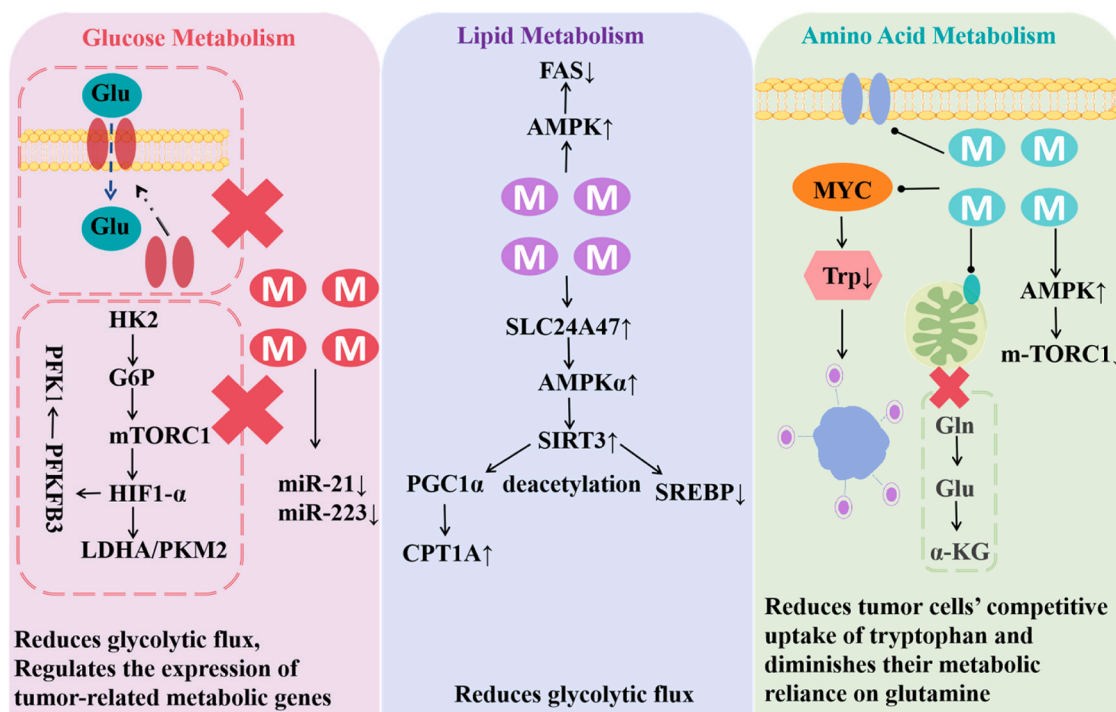 Glucose Metabolism
Glu
Glu
M M
M M
HK2
G6P
mTORC1
HIF1-α
PFKFB3
PFK1
LDHA/PKM2
miR-21↓
miR-223↓
Reduces glycolytic flux,
Regulates the expression of
tumor-related metabolic genes
Lipid Metabolism
FAS↓
AMPK↑
M M
M M
SLC24A47↑
AMPKα↑
SIRT3↑
PGC1α deacetylation SREBP↓
CPT1A↑
Reduces glycolytic flux
Amino Acid Metabolism
M M
MYC
M M
Trp↓
AMPK↑
m-TORC1↓
Gln
Glu
α-KG
Reduces tumor cells’ competitive
uptake of tryptophan and
diminishes their metabolic
reliance on glutamine